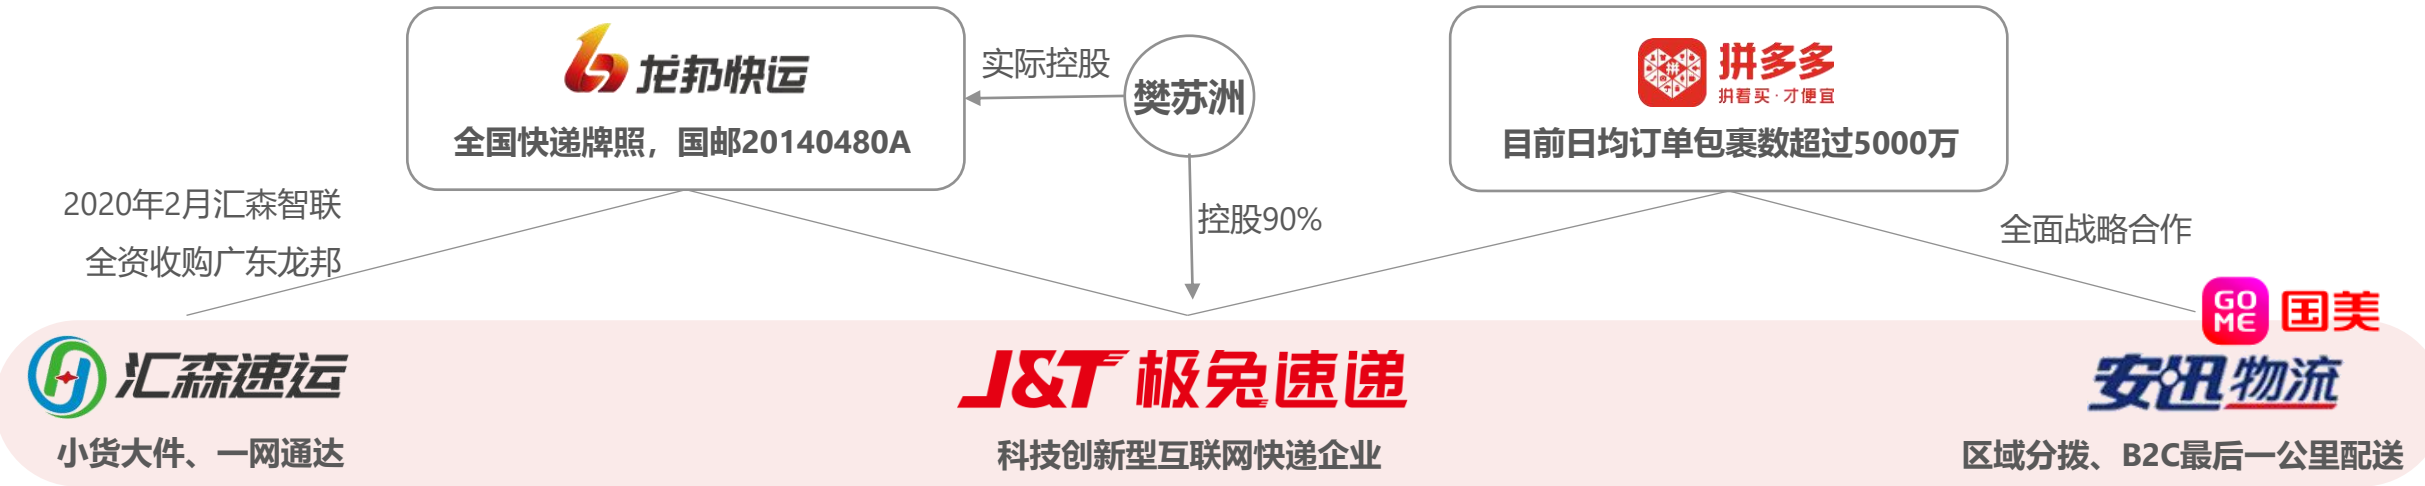 龙邦快运
全国快递牌照，国邮20140480A
实际控股
樊苏洲
拼
拼多多
拼着买·才便宜
目前日均订单包裹数超过5000万
2020年2月汇森智联
全资收购广东龙邦
控股90%
全面战略合作
GO
ME
国美
汇森速运
小货大件、一网通达
J&T 极兔速递
科技创新型互联网快递企业
安迅物流
区域分拨、B2C最后一公里配送